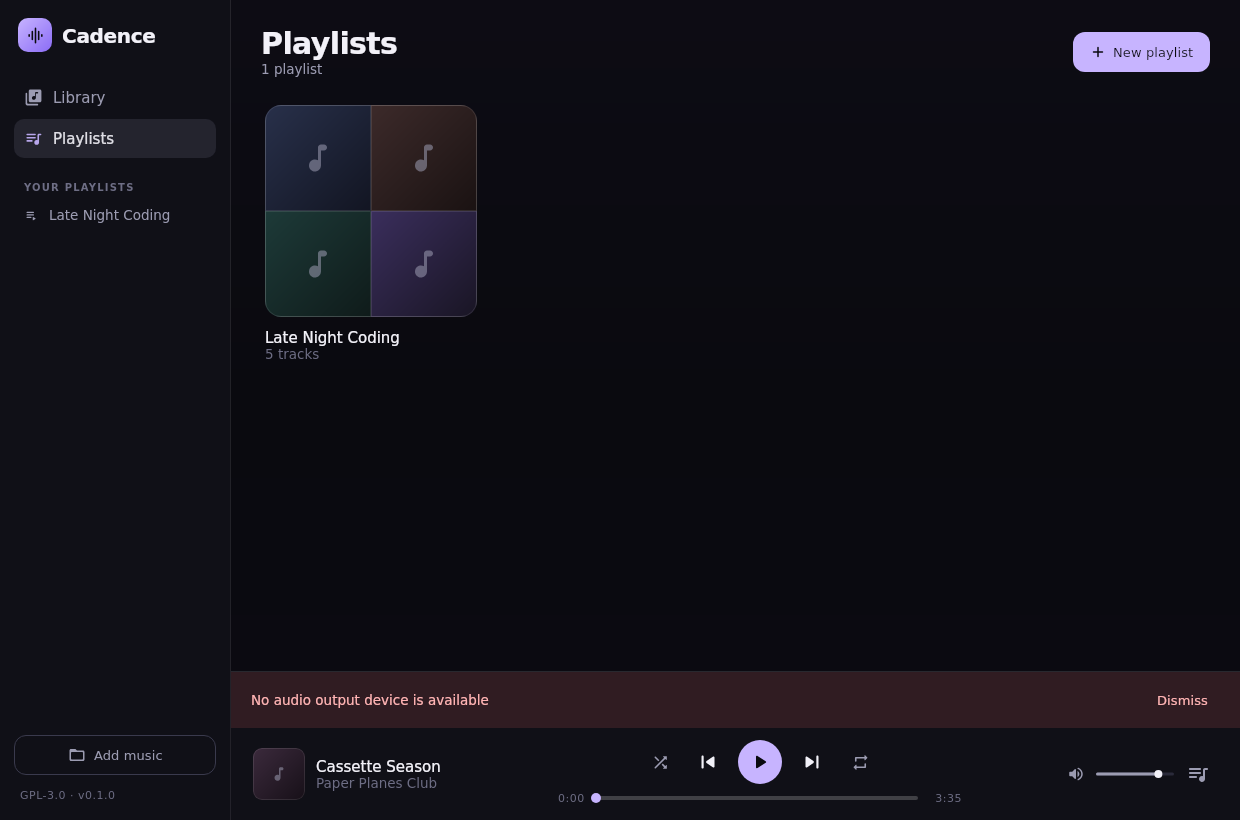 Cadence
Library
Playlists
YOUR PLAYLISTS
Late Night Coding
Add music
GPL-3.0 · v0.1.0
Playlists
1 playlist
New playlist
Late Night Coding
5 tracks
No audio output device is available
Dismiss
Cassette Season
Paper Planes Club
0:00
3:35